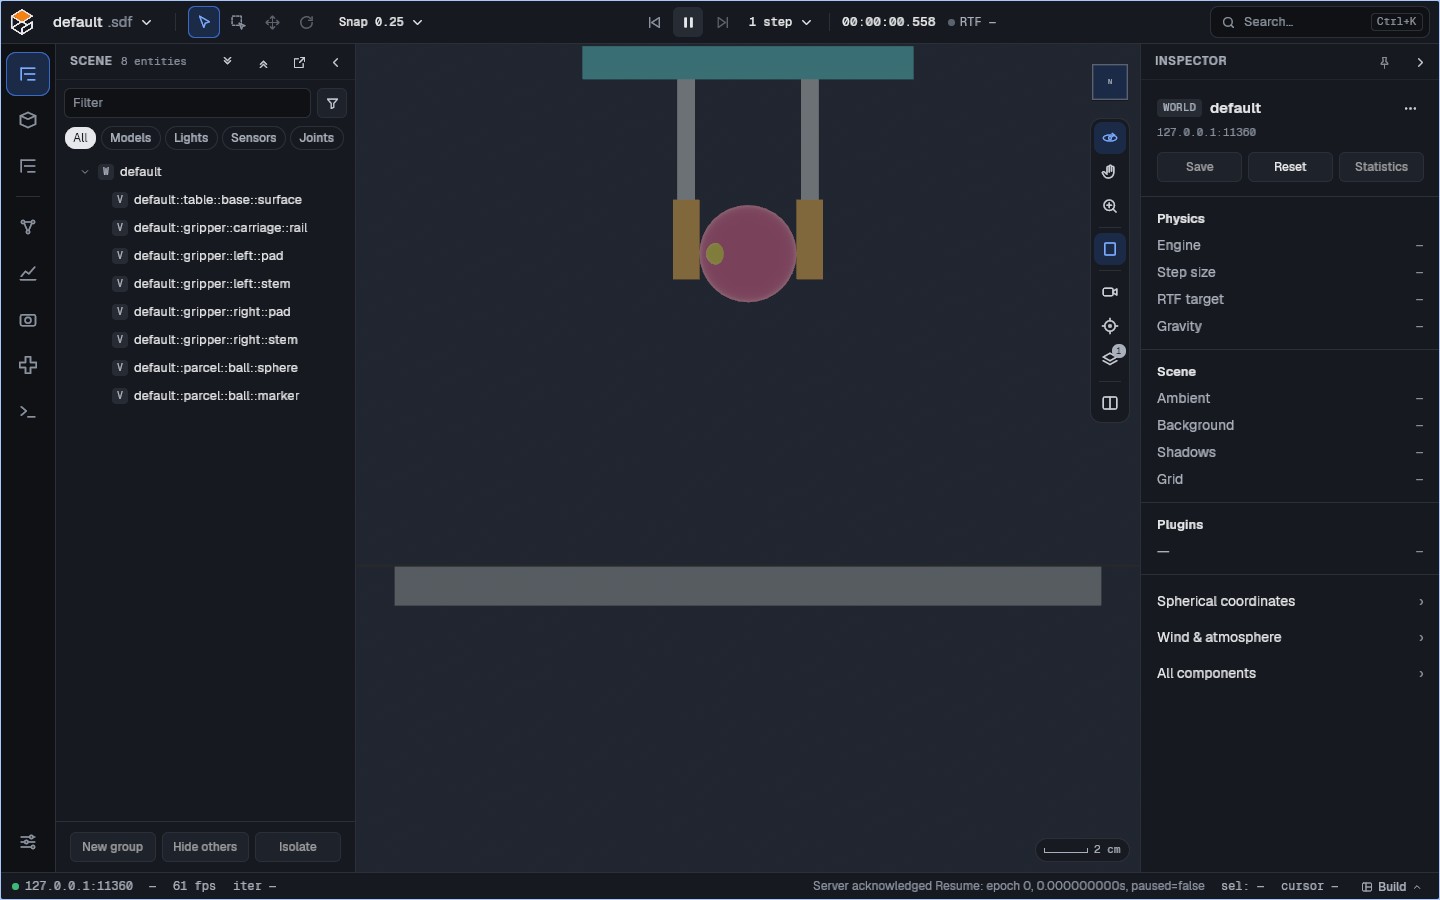 default .sdf
Snap 0.25
1 step
00:00:00.558
RTF –
Search…
Ctrl+K
SCENE 8 entities
Filter
All
Models
Lights
Sensors
Joints
W default
V default::table::base::surface
V default::gripper::carriage::rail
V default::gripper::left::pad
V default::gripper::left::stem
V default::gripper::right::pad
V default::gripper::right::stem
V default::parcel::ball::sphere
V default::parcel::ball::marker
New group
Hide others
Isolate
N
1
2 cm
INSPECTOR
WORLD default
127.0.0.1:11360
Save
Reset
Statistics
Physics
Engine –
Step size –
RTF target –
Gravity –
Scene
Ambient –
Background –
Shadows –
Grid –
Plugins
— –
Spherical coordinates
Wind & atmosphere
All components
127.0.0.1:11360 – 61 fps iter –
Server acknowledged Resume: epoch 0, 0.000000000s, paused=false
sel: –
cursor –
Build